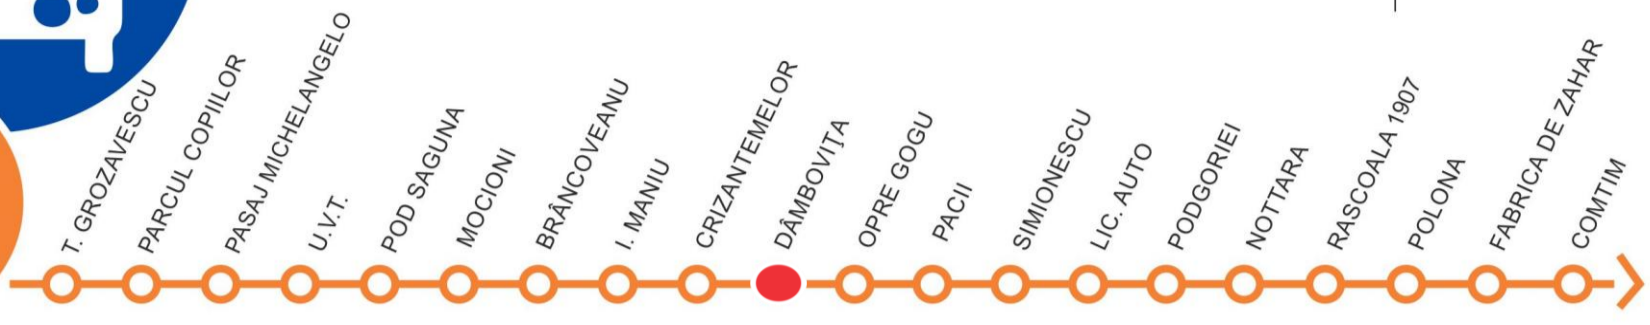 T. GROZAVESCU
PARCUL COPIILOR
PASAJ MICHELANGELO
U.V.T.
POD SAGUNA
MOCIONI
BRÂNCOVEANU
I. MANIU
CRIZANTEMELOR
DÂMBOVIŢA
OPRE GOGU
PACII
SIMIONESCU
LIC. AUTO
PODGORIEI
NOTTARA
RASCOALA 1907
POLONA
FABRICA DE ZAHAR
COMTIM